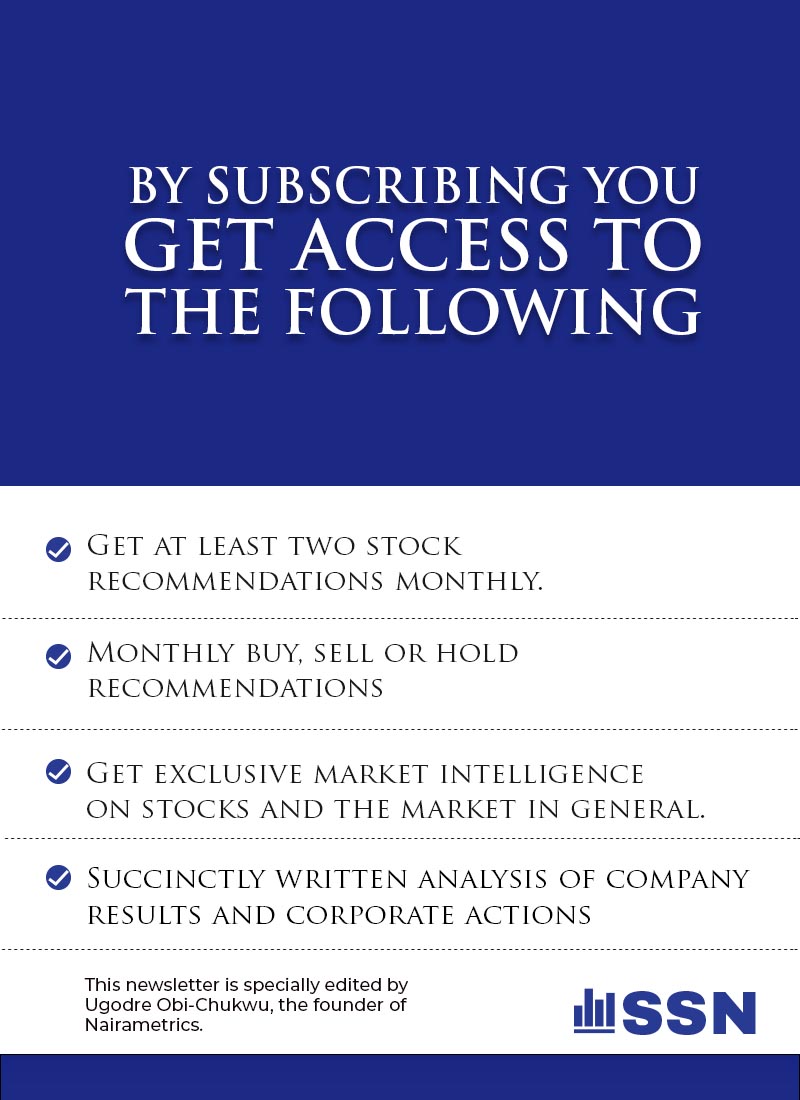 BY SUBSCRIBING YOU
GET ACCESS TO
THE FOLLOWING
Get at least two stock
recommendations monthly.
Monthly buy, sell or hold
recommendations
Get exclusive market intelligence
on stocks and the market in general.
Succinctly written analysis of company
results and corporate actions
This newsletter is specially edited by
Ugodre Obi-Chukwu, the founder of
Nairametrics.
SSN